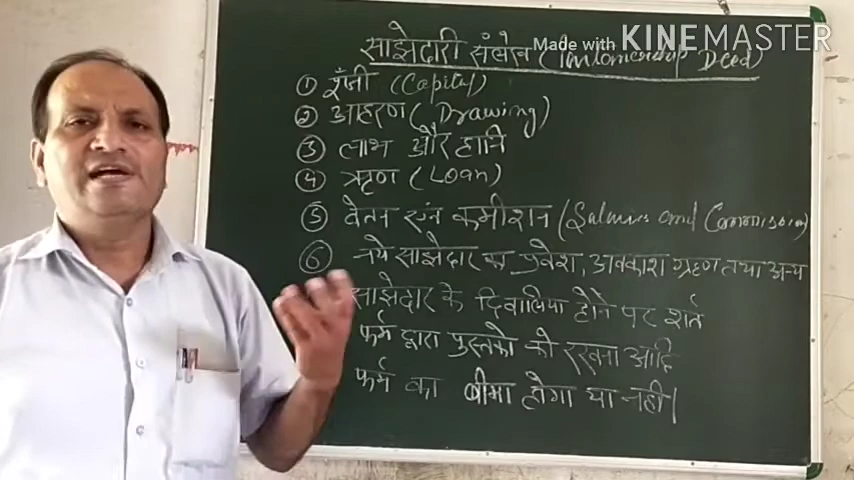 Made with KINEMASTER
साझेदारी संलेख (Partnership Deed)
① पूँजी (Capital)
② आहरण (Drawing)
③ लाभ और हानि
④ ऋण (Loan)
⑤ वेतन एवं कमीशन (Salaries and Commission)
⑥ नये साझेदार का प्रवेश, अवकाश ग्रहण तथा अन्य
साझेदार के दिवालिया होने पर शर्त
फर्म द्वारा पुस्तको को रखना आदि
फर्म का बीमा होगा या नही।